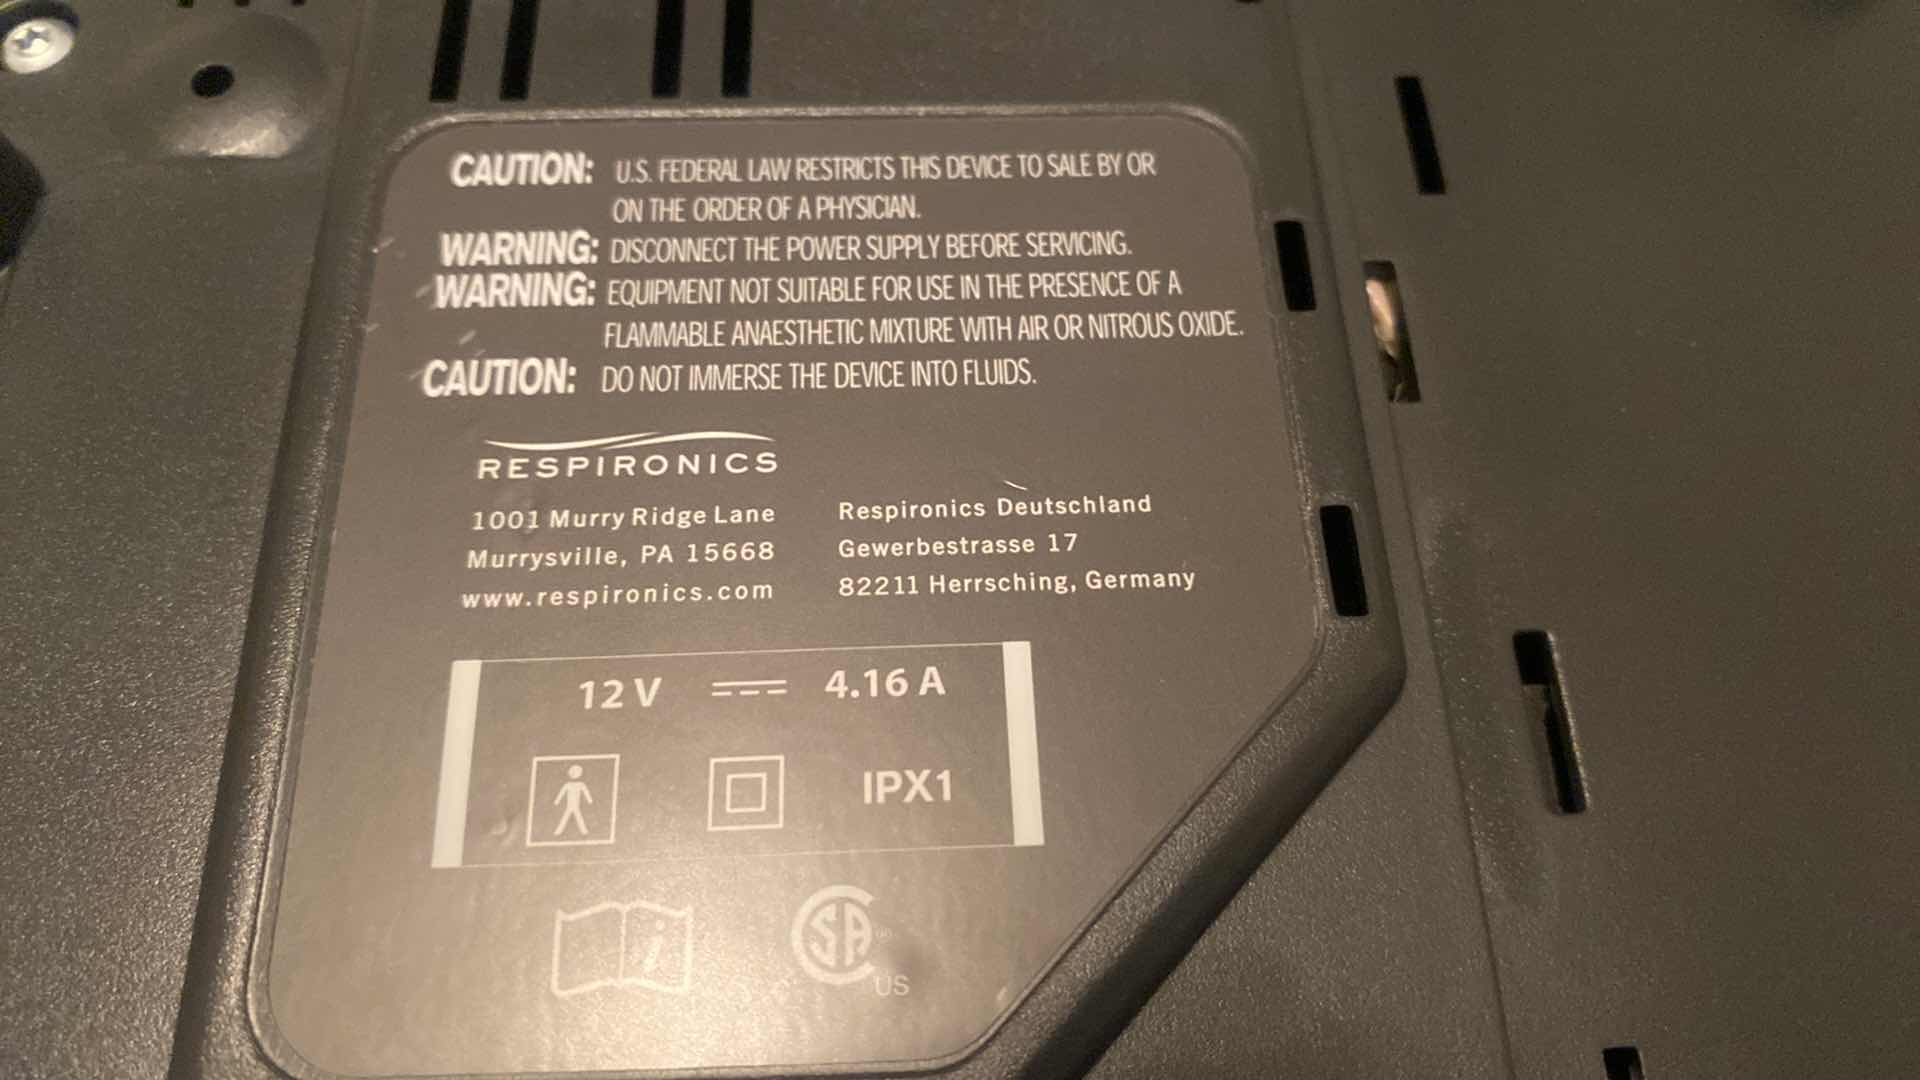 CAUTION: U.S. FEDERAL LAW RESTRICTS THIS DEVICE TO SALE BY OR
ON THE ORDER OF A PHYSICIAN.
WARNING: DISCONNECT THE POWER SUPPLY BEFORE SERVICING.
WARNING: EQUIPMENT NOT SUITABLE FOR USE IN THE PRESENCE OF A
FLAMMABLE ANAESTHETIC MIXTURE WITH AIR OR NITROUS OXIDE.
CAUTION: DO NOT IMMERSE THE DEVICE INTO FLUIDS.
RESPIRONICS
1001 Murry Ridge Lane
Murrysville, PA 15668
www.respironics.com
Respironics Deutschland
Gewerbestrasse 17
82211 Herrsching, Germany
12 V 4.16 A
IPX1
i
SA
US